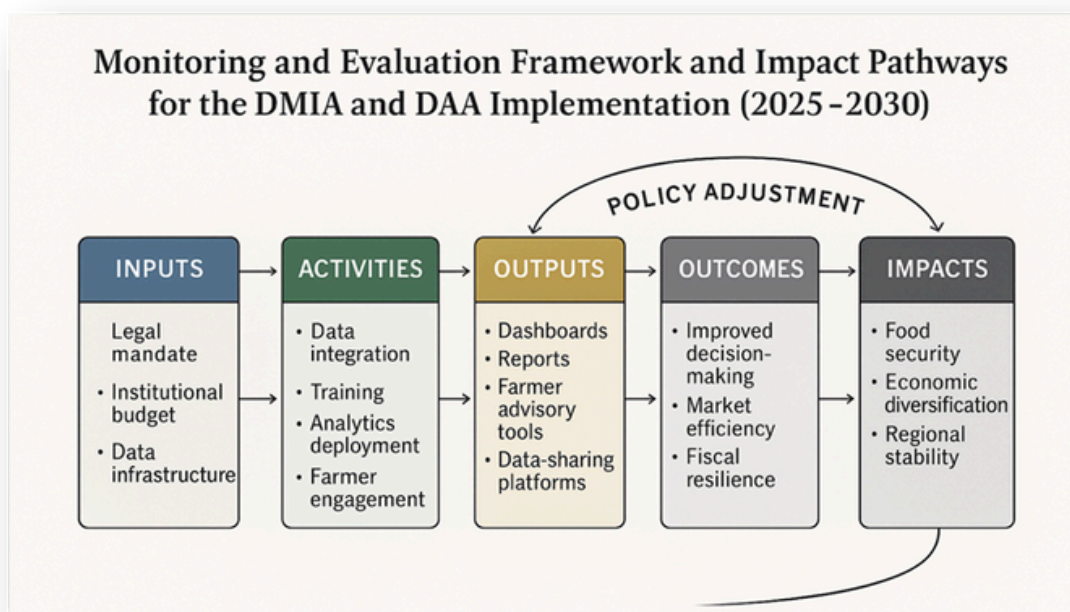 Monitoring and Evaluation Framework and Impact Pathways
for the DMIA and DAA Implementation (2025–2030)
POLICY ADJUSTMENT
INPUTS
Legal
mandate
• Institutional
budget
• Data
infrastructure
ACTIVITIES
• Data
integration
• Training
• Analytics
deployment
• Farmer
engagement
OUTPUTS
• Dashboards
• Reports
• Farmer
advisory
tools
• Data-sharing
platforms
OUTCOMES
• Improved
decision-
making
• Market
efficiency
• Fiscal
resilience
IMPACTS
• Food
security
• Economic
diversification
• Regional
stability